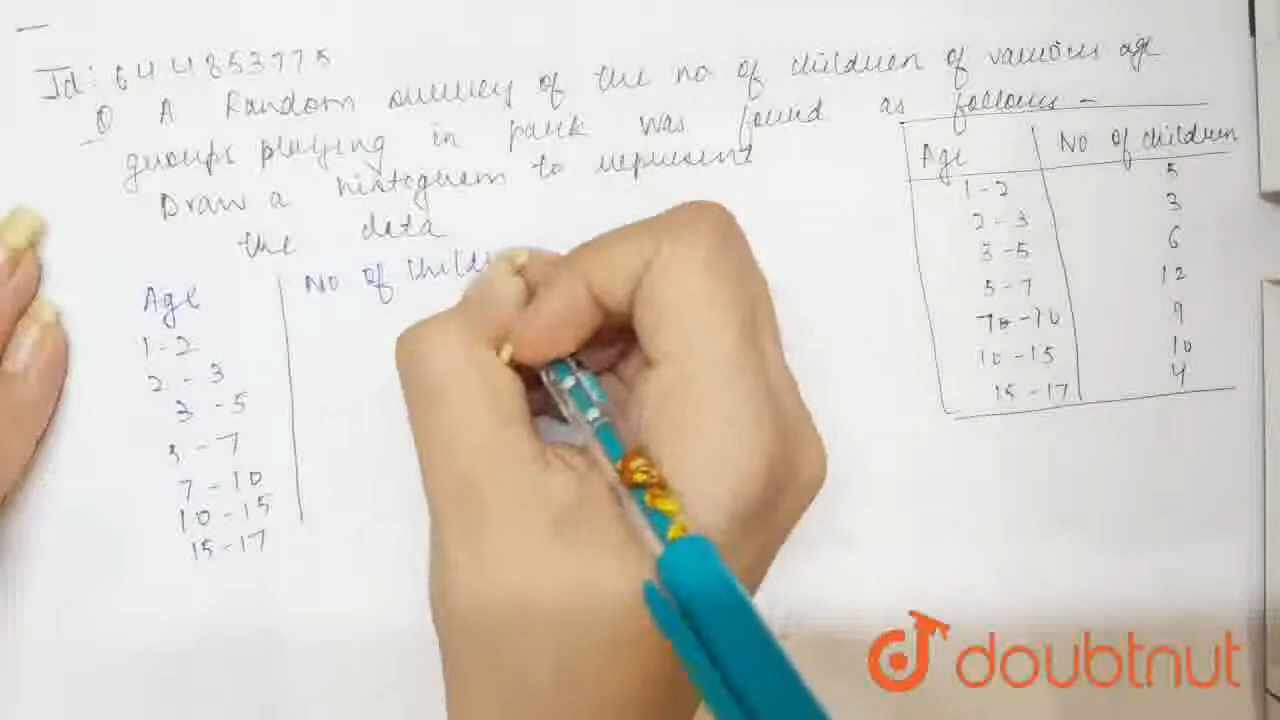 Id: 644853775
Q A Random survey of the no of children of various age
groups playing in park was found as follows -
Draw a histogram to represent
the data
Age No of children
1-2 5
2-3 3
3-5 6
5-7 12
7-10 9
10-15 10
15-17 4
Age No of Child
1-2
2-3
3-5
5-7
7-10
10-15
15-17
doubtnut